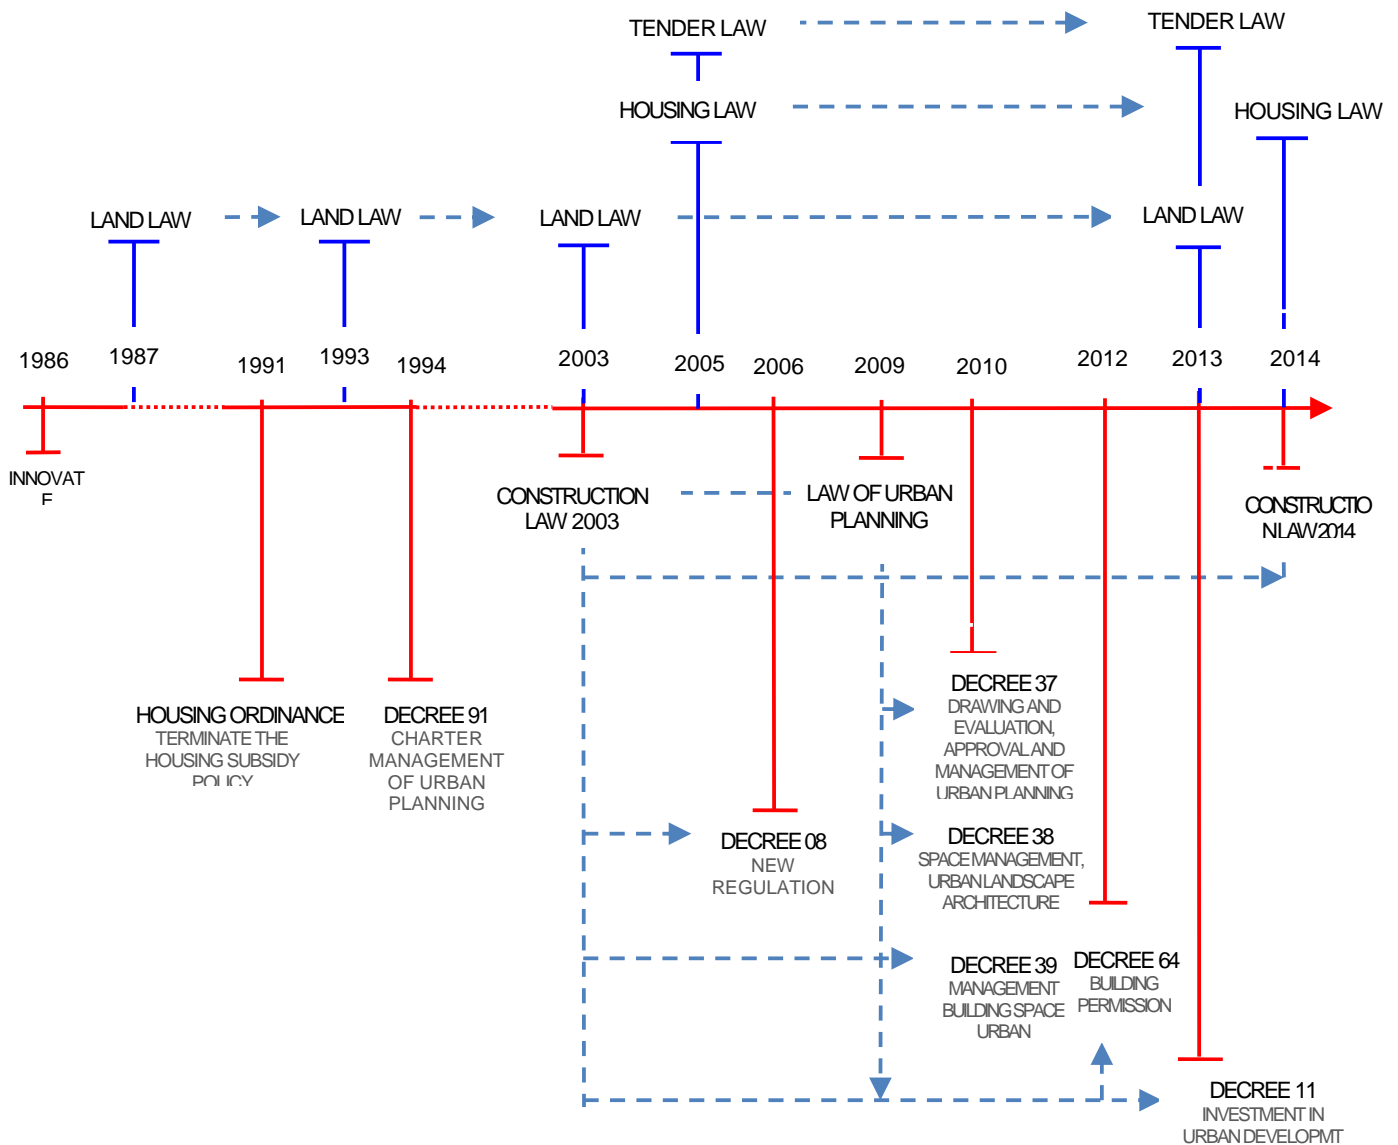 TENDER LAW
TENDER LAW
HOUSING LAW
HOUSING LAW
LAND LAW
LAND LAW
LAND LAW
LAND LAW
1986
1987
1991
1993
1994
2003
2005
2006
2009
2010
2012
2013
2014
INNOVAT
E
CONSTRUCTION
LAW 2003
LAW OF URBAN
PLANNING
CONSTRUCTIO
NLAW2014
HOUSING ORDINANCE
TERMINATE THE
HOUSING SUBSIDY
POLICY
DECREE 91
CHARTER
MANAGEMENT
OF URBAN
PLANNING
DECREE 08
NEW
REGULATION
DECREE 37
DRAWING AND
EVALUATION,
APPROVAL AND
MANAGEMENT OF
URBAN PLANNING
DECREE 38
SPACE MANAGEMENT,
URBAN LANDSCAPE
ARCHITECTURE
DECREE 39
MANAGEMENT
BUILDING SPACE
URBAN
DECREE 64
BUILDING
PERMISSION
DECREE 11
INVESTMENT IN
URBAN DEVELOPMT